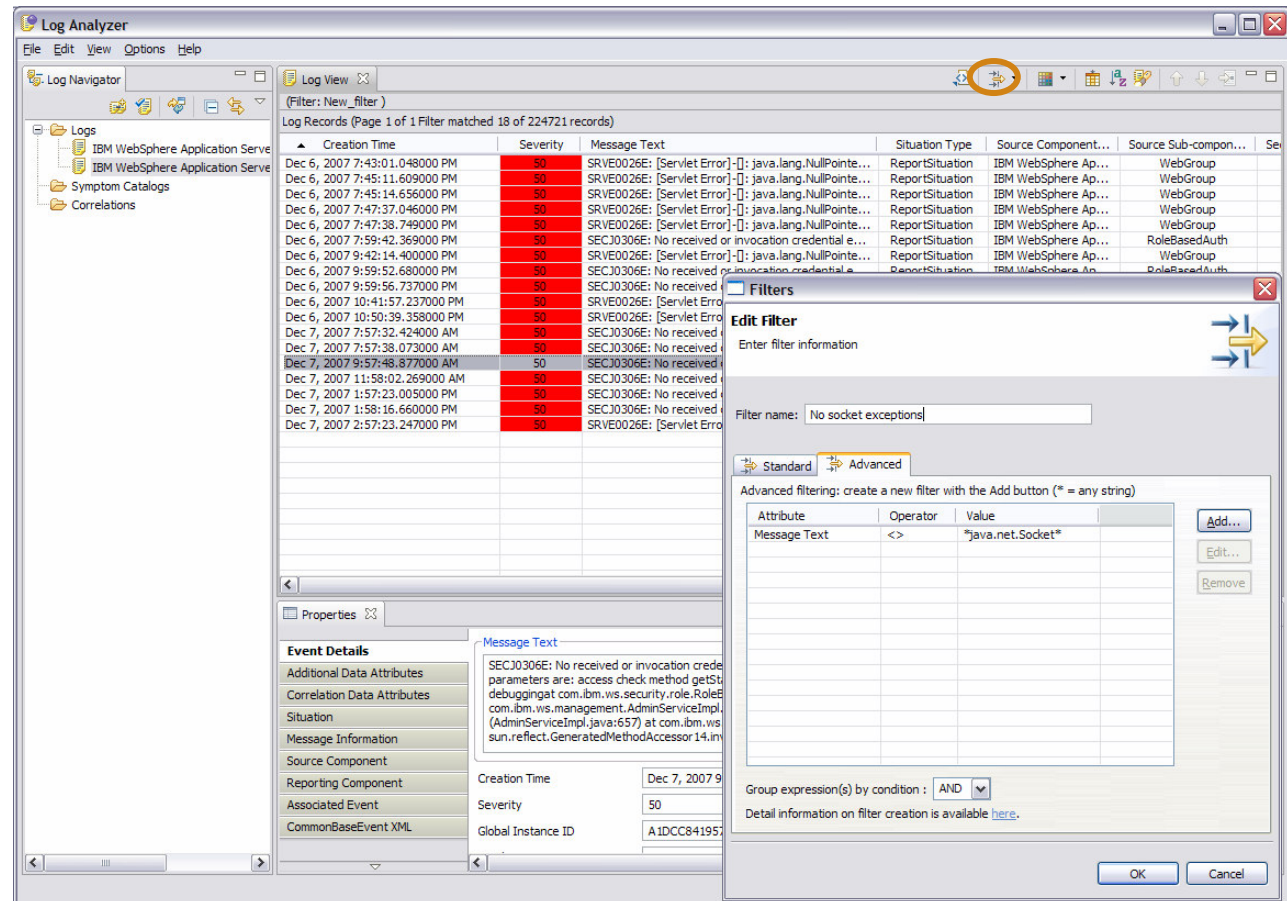 Log Analyzer
File Edit View Options Help
Log Navigator
Logs
IBM WebSphere Application Serve
IBM WebSphere Application Serve
Symptom Catalogs
Correlations
Log View
(Filter: New_filter )
Log Records (Page 1 of 1 Filter matched 18 of 224721 records)
Creation Time Severity Message Text Situation Type Source Component... Source Sub-compon... Se
Dec 6, 2007 7:43:01.048000 PM 50 SRVE0026E: [Servlet Error]-[]: java.lang.NullPointe... ReportSituation IBM WebSphere Ap... WebGroup
Dec 6, 2007 7:45:11.609000 PM 50 SRVE0026E: [Servlet Error]-[]: java.lang.NullPointe... ReportSituation IBM WebSphere Ap... WebGroup
Dec 6, 2007 7:45:14.656000 PM 50 SRVE0026E: [Servlet Error]-[]: java.lang.NullPointe... ReportSituation IBM WebSphere Ap... WebGroup
Dec 6, 2007 7:47:37.046000 PM 50 SRVE0026E: [Servlet Error]-[]: java.lang.NullPointe... ReportSituation IBM WebSphere Ap... WebGroup
Dec 6, 2007 7:47:38.749000 PM 50 SRVE0026E: [Servlet Error]-[]: java.lang.NullPointe... ReportSituation IBM WebSphere Ap... WebGroup
Dec 6, 2007 7:59:42.369000 PM 50 SECJ0306E: No received or invocation credential e... ReportSituation IBM WebSphere Ap... RoleBasedAuth
Dec 6, 2007 9:42:14.400000 PM 50 SRVE0026E: [Servlet Error]-[]: java.lang.NullPointe... ReportSituation IBM WebSphere Ap... WebGroup
Dec 6, 2007 9:59:52.680000 PM 50 SECJ0306E: No received or invocation credential e... ReportSituation IBM WebSphere Ap... RoleBasedAuth
Dec 6, 2007 9:59:56.737000 PM 50 SECJ0306E: No received
Dec 6, 2007 10:41:57.237000 PM 50 SRVE0026E: [Servlet Erro
Dec 6, 2007 10:50:39.358000 PM 50 SRVE0026E: [Servlet Erro
Dec 7, 2007 7:57:32.424000 AM 50 SECJ0306E: No received
Dec 7, 2007 7:57:38.073000 AM 50 SECJ0306E: No received
Dec 7, 2007 9:57:48.877000 AM 50 SECJ0306E: No received
Dec 7, 2007 11:58:02.269000 AM 50 SECJ0306E: No received
Dec 7, 2007 1:57:23.005000 PM 50 SECJ0306E: No received
Dec 7, 2007 1:58:16.660000 PM 50 SECJ0306E: No received
Dec 7, 2007 2:57:23.247000 PM 50 SRVE0026E: [Servlet Erro
Filters
Edit Filter
Enter filter information
Filter name: No socket exceptions
Standard Advanced
Advanced filtering: create a new filter with the Add button (* = any string)
Attribute Operator Value
Message Text <> *java.net.Socket*
Add...
Edit...
Remove
Group expression(s) by condition : AND
Detail information on filter creation is available here.
OK Cancel
Properties
Event Details
Additional Data Attributes
Correlation Data Attributes
Situation
Message Information
Source Component
Reporting Component
Associated Event
CommonBaseEvent XML
Message Text
SECJ0306E: No received or invocation crede
parameters are: access check method getSt
debuggingat com.ibm.ws.security.role.RoleB
com.ibm.ws.management.AdminServiceImpl.
(AdminServiceImpl.java:657) at com.ibm.ws
sun.reflect.GeneratedMethodAccessor14.inv
Creation Time Dec 7, 2007 9
Severity 50
Global Instance ID A1DCC841957